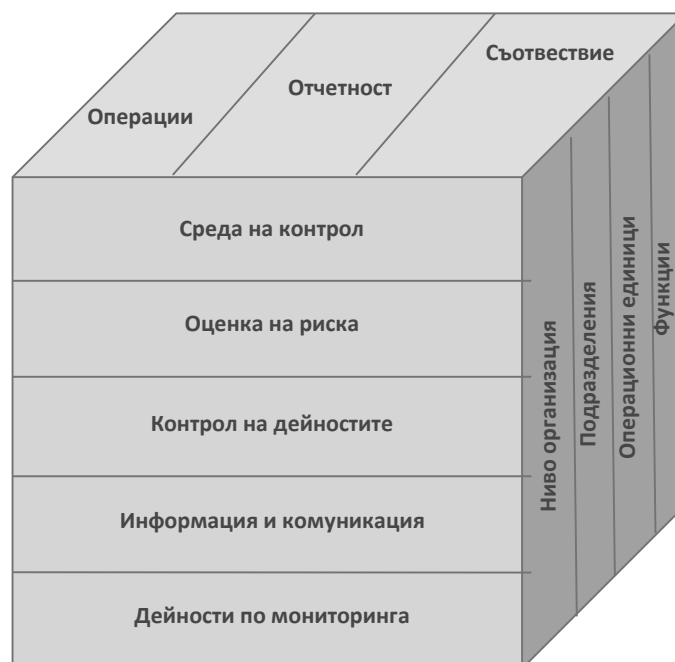 Операции
Отчетност
Съотвествие
Среда на контрол
Оценка на риска
Контрол на дейностите
Информация и комуникация
Дейности по мониторинга
Ниво организация
Подразделения
Операционни единици
Функции